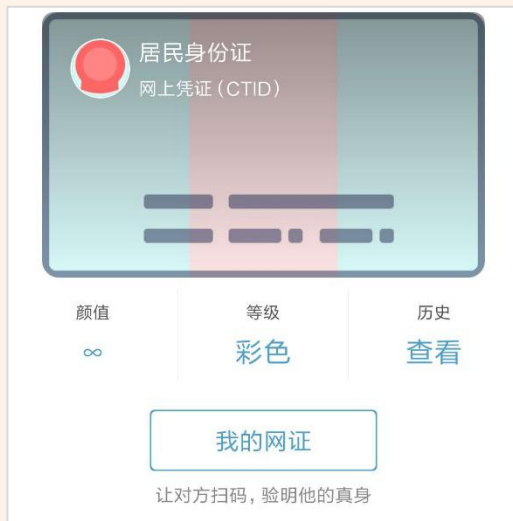 居民身份证
网上凭证（CTID）
颜值 等级 历史
∞ 彩色 查看
我的网证
让对方扫码，验明他的真身